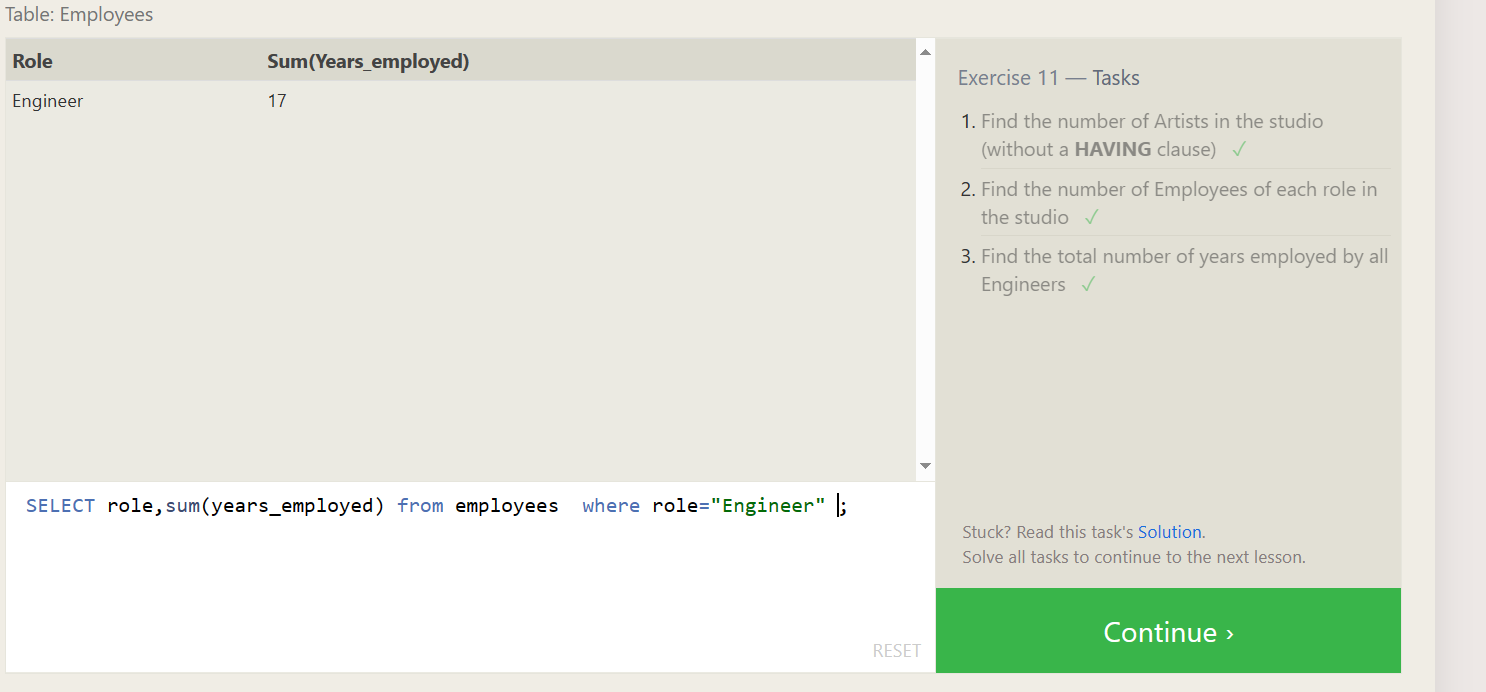 Table: Employees
Role Sum(Years_employed)
Engineer 17
Exercise 11 — Tasks
1. Find the number of Artists in the studio
(without a HAVING clause) ✓
2. Find the number of Employees of each role in
the studio ✓
3. Find the total number of years employed by all
Engineers ✓
SELECT role,sum(years_employed) from employees  where role="Engineer" ;
RESET
Stuck? Read this task's Solution.
Solve all tasks to continue to the next lesson.
Continue ›